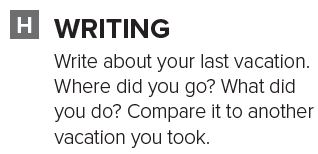 H WRITING
Write about your last vacation.
Where did you go? What did
you do? Compare it to another
vacation you took.